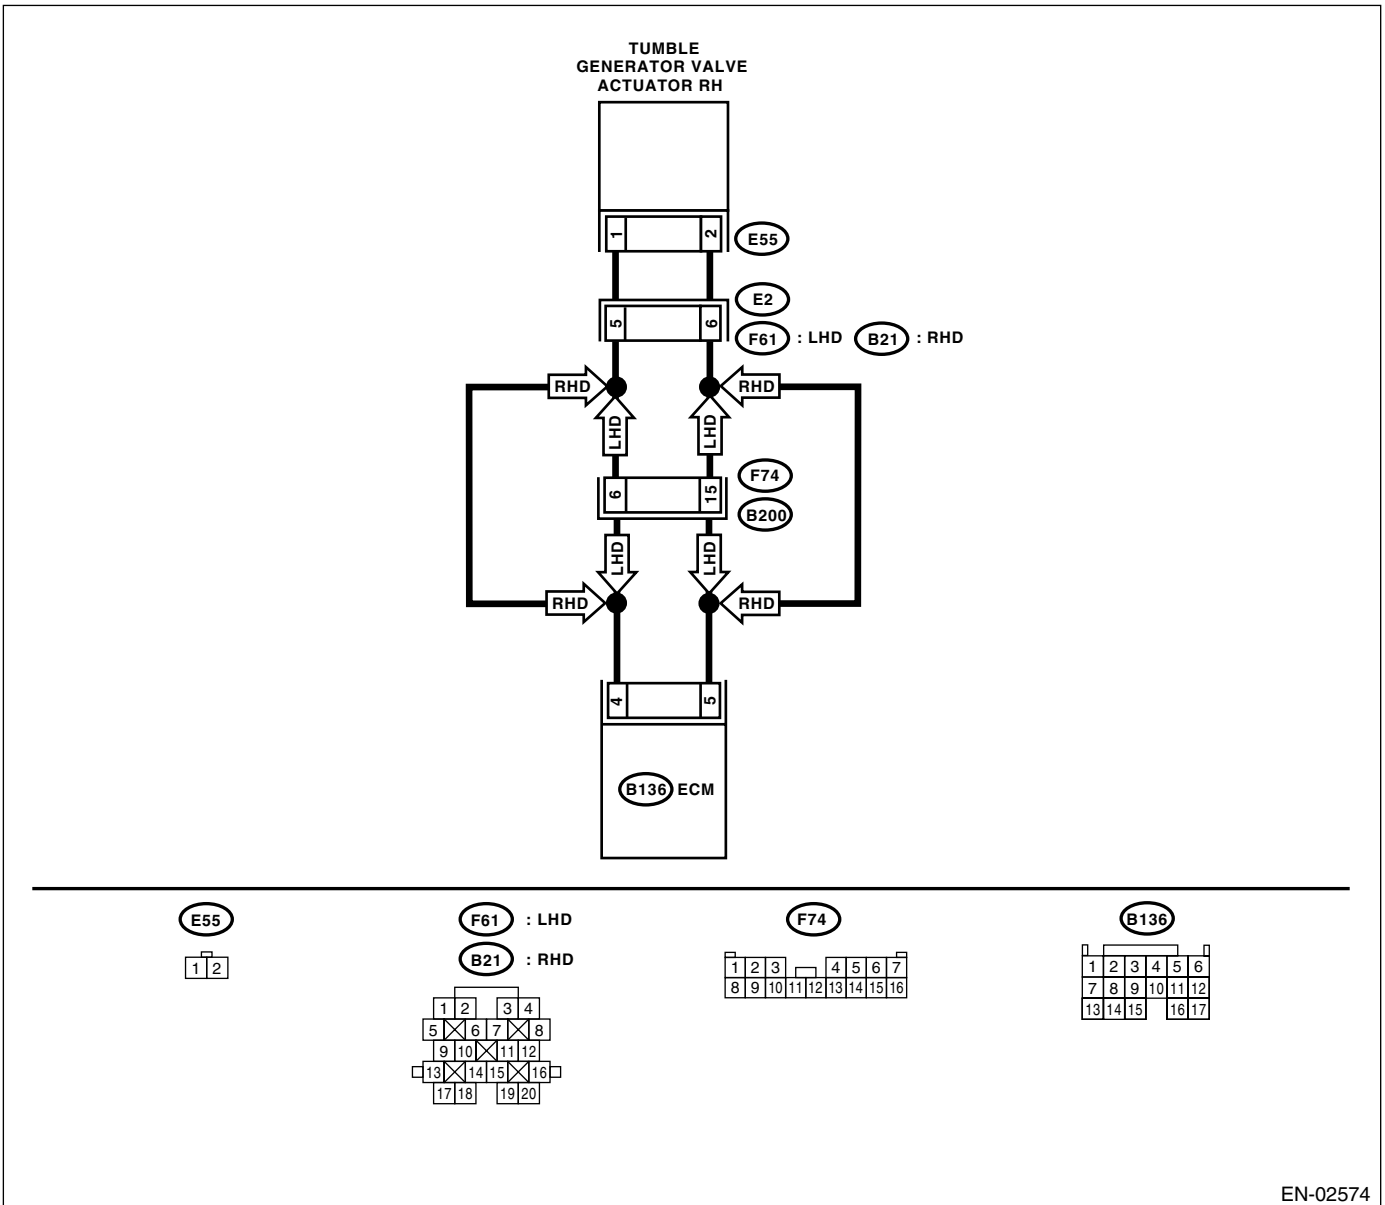 TUMBLE
GENERATOR VALVE
ACTUATOR RH
1 2
E55
E2
5 6
F61 : LHD B21 : RHD
RHD RHD
LHD LHD
F74
6 15
B200
LHD LHD
RHD RHD
4 5
B136 ECM
E55
1 2
F61 : LHD
B21 : RHD
1 2 3 4
5 6 7 8
9 10 11 12
13 14 15 16
17 18 19 20
F74
1 2 3 4 5 6 7
8 9 10 11 12 13 14 15 16
B136
1 2 3 4 5 6
7 8 9 10 11 12
13 14 15 16 17
EN-02574